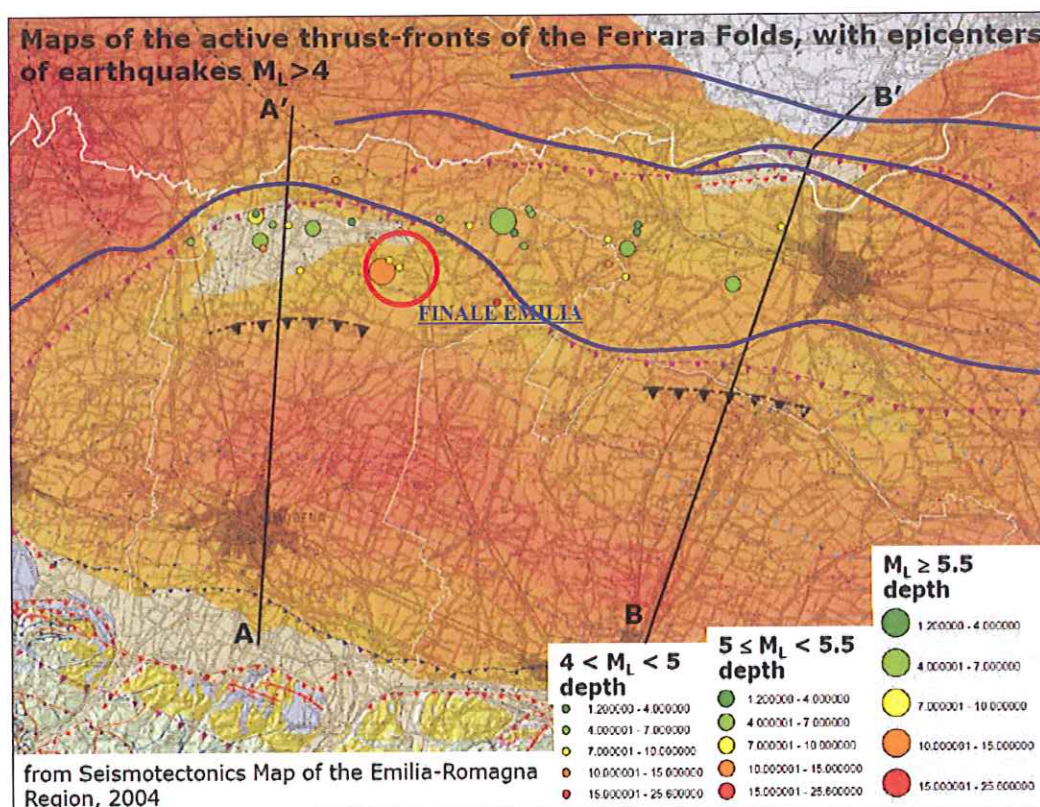 Maps of the active thrust-fronts of the Ferrara Folds, with epicenters
of earthquakes M_L>4
A'
B'
FINALE EMILIA
A
B
4 < M_L < 5
depth
1.200000 - 4.000000
4.000001 - 7.000000
7.000001 - 10.000000
10.000001 - 15.000000
15.000001 - 25.600000
5 ≤ M_L < 5.5
depth
1.200000 - 4.000000
4.000001 - 7.000000
7.000001 - 10.000000
10.000001 - 15.000000
15.000001 - 25.600000
M_L ≥ 5.5
depth
1.200000 - 4.000000
4.000001 - 7.000000
7.000001 - 10.000000
10.000001 - 15.000000
15.000001 - 25.600000
from Seismotectonics Map of the Emilia-Romagna
Region, 2004